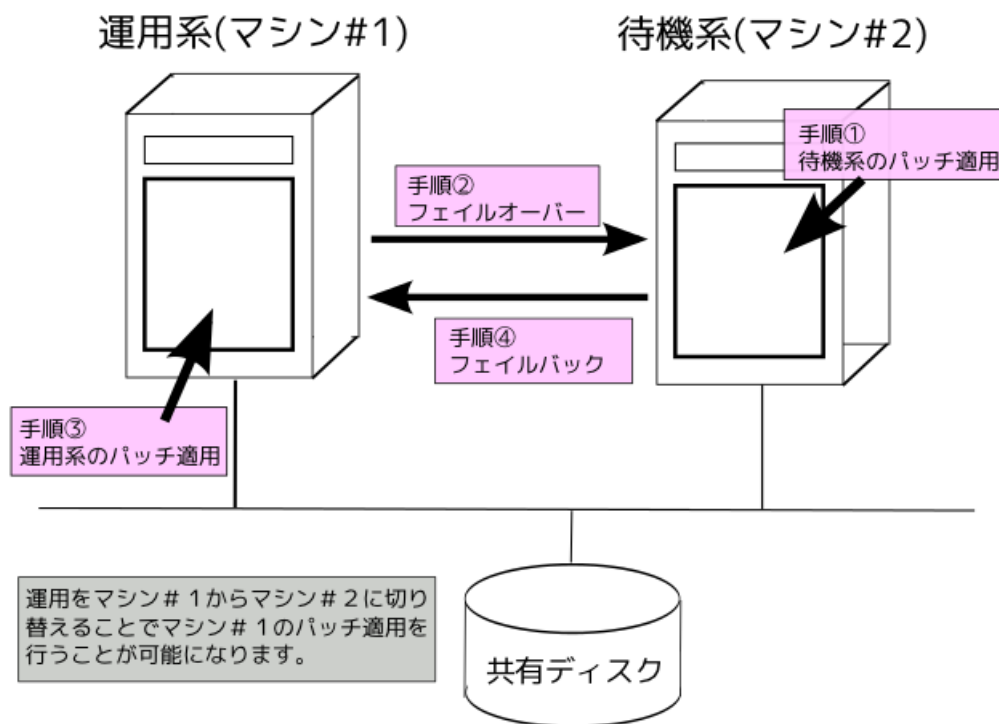 運用系(マシン#1)
待機系(マシン#2)
手順①
待機系のパッチ適用
手順②
フェイルオーバー
手順④
フェイルバック
手順③
運用系のパッチ適用
運用をマシン＃１からマシン＃２に切り
替えることでマシン＃１のパッチ適用を
行うことが可能になります。
共有ディスク